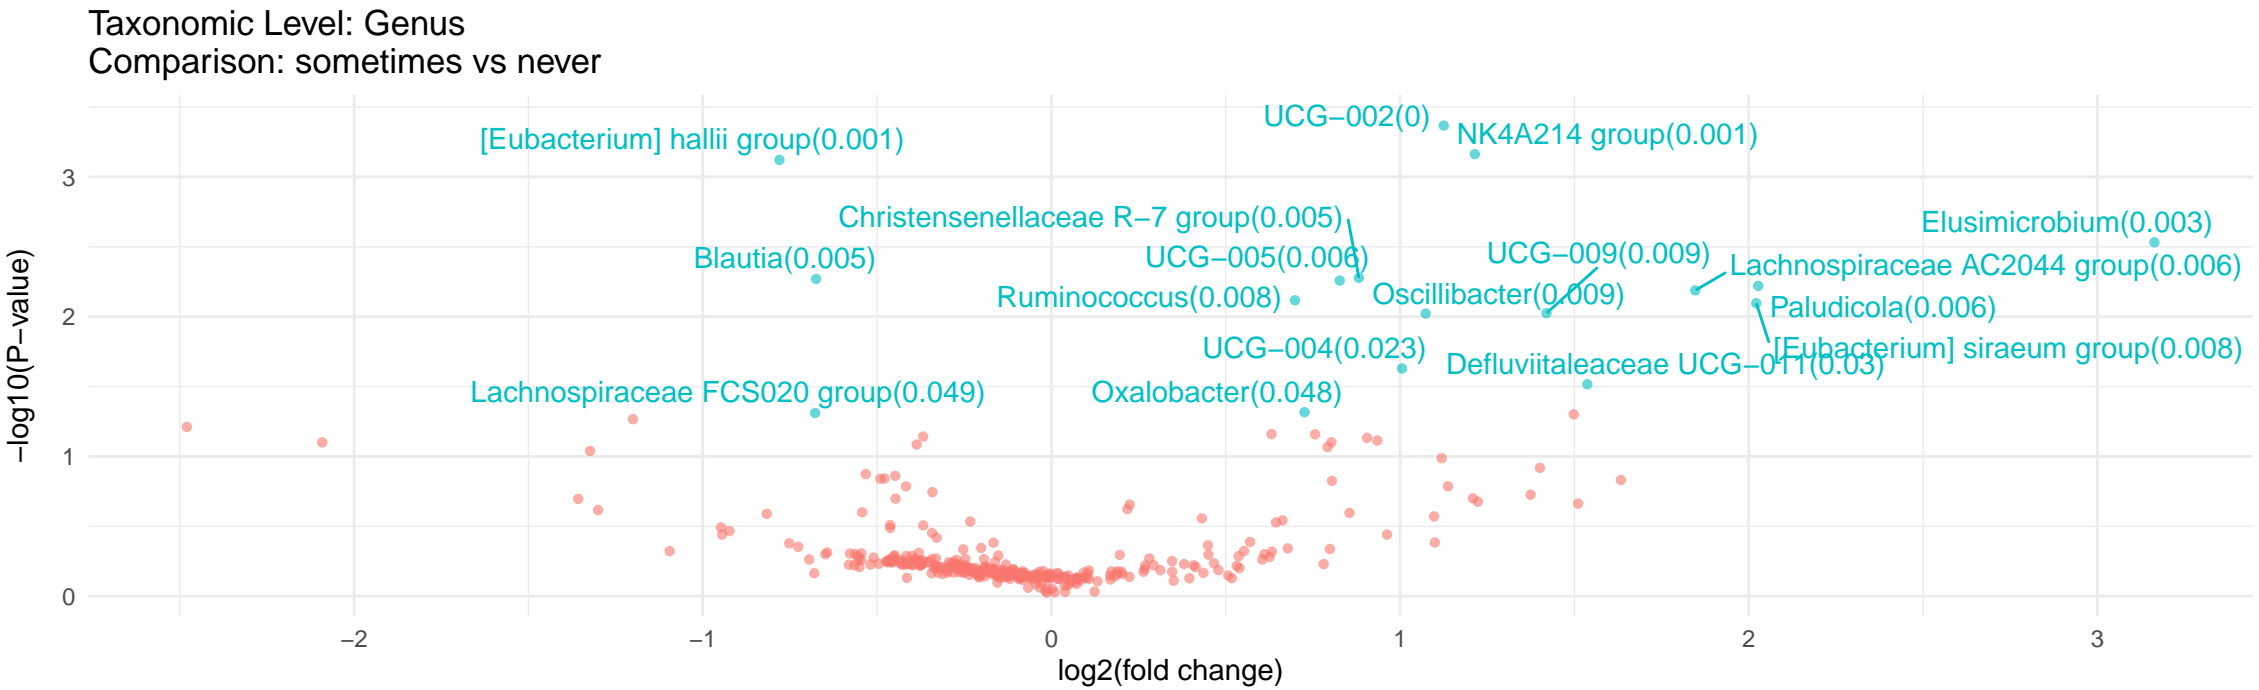 Taxonomic Level: Genus
Comparison: sometimes vs never
UCG−002(0)
NK4A214 group(0.001)
[Eubacterium] hallii group(0.001)
Christensenellaceae R−7 group(0.005)
Elusimicrobium(0.003)
Blautia(0.005)
UCG−005(0.006)
UCG−009(0.009)
Lachnospiraceae AC2044 group(0.006)
Ruminococcus(0.008)
Oscillibacter(0.009)
Paludicola(0.006)
UCG−004(0.023)
[Eubacterium] siraeum group(0.008)
Defluviitaleaceae UCG−011(0.03)
Lachnospiraceae FCS020 group(0.049)
Oxalobacter(0.048)
3
2
1
0
−log10(P−value)
−2 −1 0 1 2 3
log2(fold change)